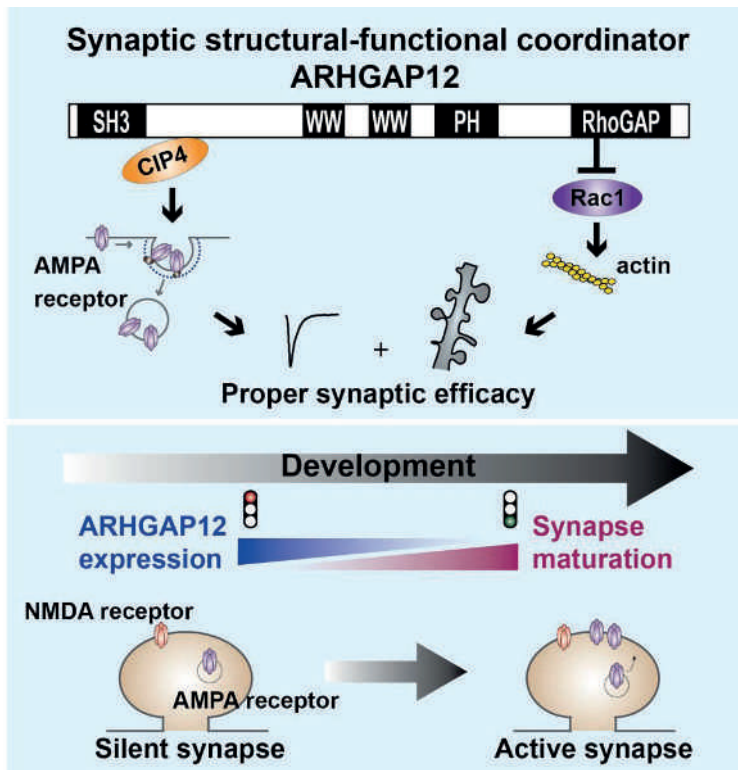 Synaptic structural-functional coordinator
ARHGAP12
SH3 WW WW PH RhoGAP
CIP4
Rac1
AMPA
receptor
actin
+
Proper synaptic efficacy
Development
ARHGAP12
expression
Synapse
maturation
NMDA receptor
AMPA receptor
Silent synapse
Active synapse